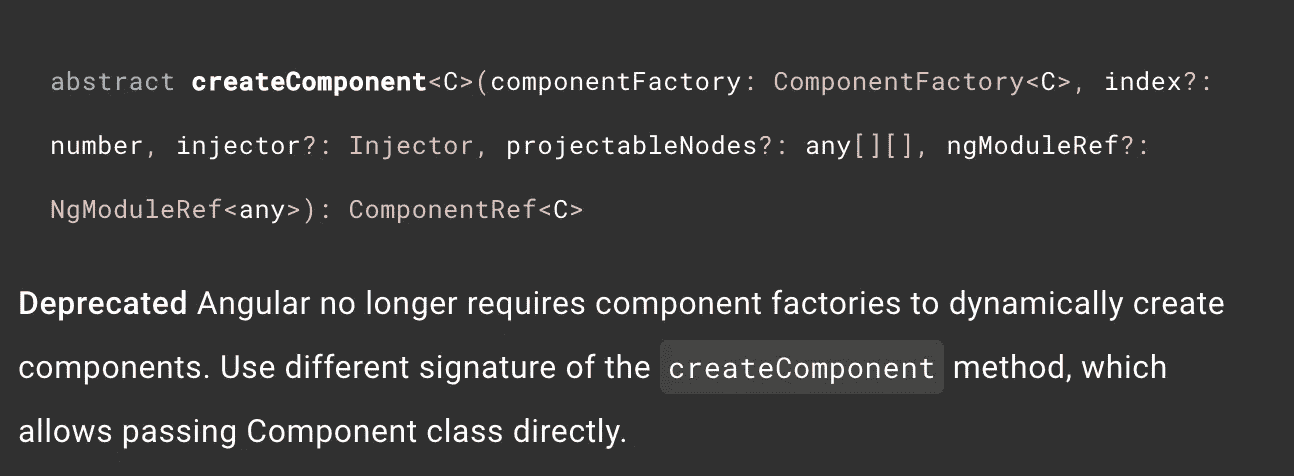 abstract createComponent<C>(componentFactory: ComponentFactory<C>, index?:
number, injector?: Injector, projectableNodes?: any[][], ngModuleRef?:
NgModuleRef<any>): ComponentRef<C>
Deprecated Angular no longer requires component factories to dynamically create
components. Use different signature of the createComponent method, which
allows passing Component class directly.